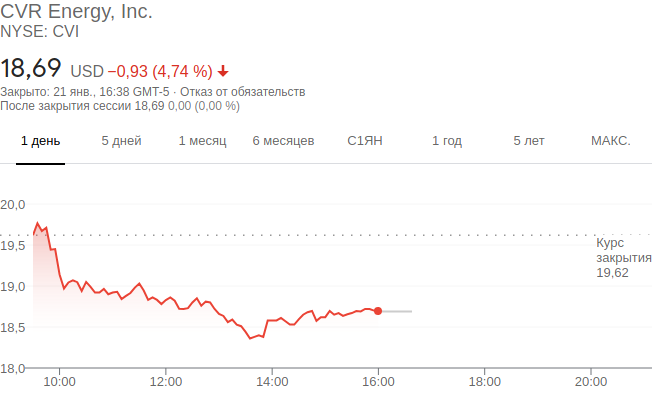 CVR Energy, Inc.
NYSE: CVI
18,69 USD −0,93 (4,74 %)
Закрыто: 21 янв., 16:38 GMT-5 · Отказ от обязательств
После закрытия сессии 18,69 0,00 (0,00 %)
1 день 5 дней 1 месяц 6 месяцев С1ЯН 1 год 5 лет МАКС.
20,0
19,5
19,0
18,5
18,0
Курс
закрытия
19,62
10:00 12:00 14:00 16:00 18:00 20:00